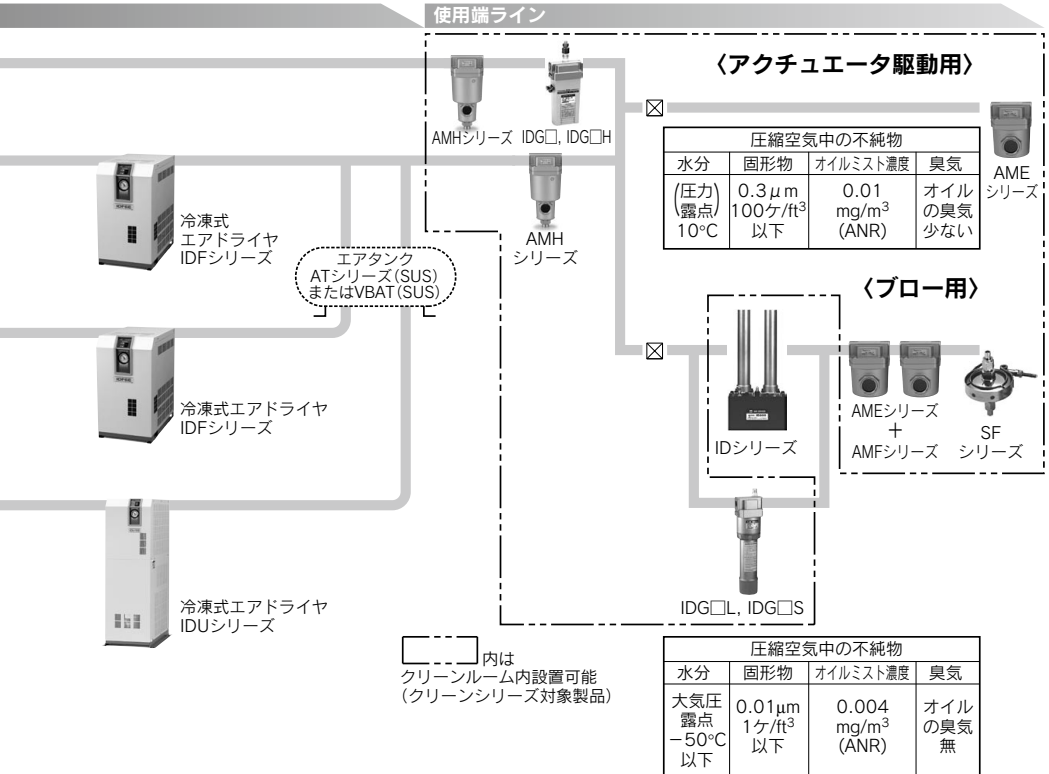 使用端ライン
〈アクチュエータ駆動用〉
AMHシリーズ
IDG□, IDG□H
圧縮空気中の不純物
水分 固形物 オイルミスト濃度 臭気
(圧力露点) 10℃
0.3μm 100ケ/ft³ 以下
0.01 mg/m³ (ANR)
オイルの臭気少ない
AME
シリーズ
AMH
シリーズ
冷凍式
エアドライヤ
IDFシリーズ
エアタンク
ATシリーズ(SUS)
またはVBAT(SUS)
〈ブロー用〉
冷凍式エアドライヤ
IDFシリーズ
IDシリーズ
AMEシリーズ
+
AMFシリーズ
SF
シリーズ
IDG□L, IDG□S
冷凍式エアドライヤ
IDUシリーズ
内は
クリーンルーム内設置可能
(クリーンシリーズ対象製品)
圧縮空気中の不純物
水分 固形物 オイルミスト濃度 臭気
大気圧露点 −50℃ 以下
0.01μm 1ケ/ft³ 以下
0.004 mg/m³ (ANR)
オイルの臭気無